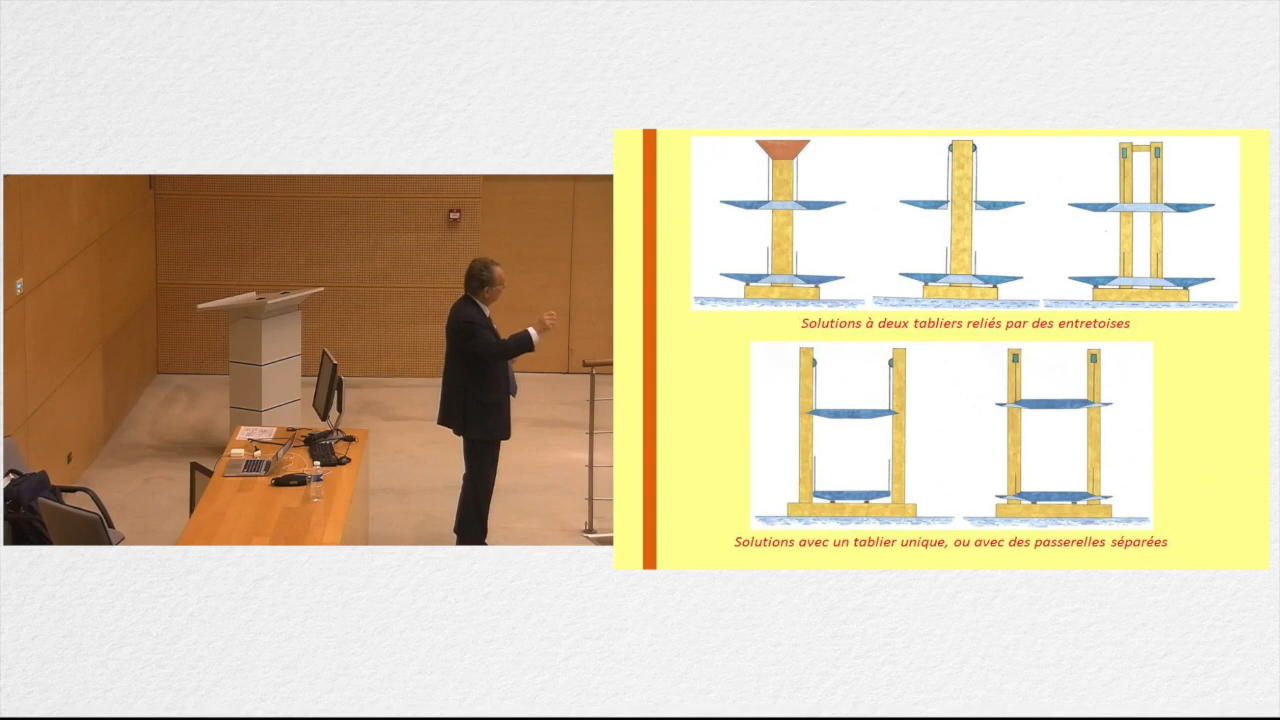 Solutions à deux tabliers reliés par des entretoises
Solutions avec un tablier unique, ou avec des passerelles séparées